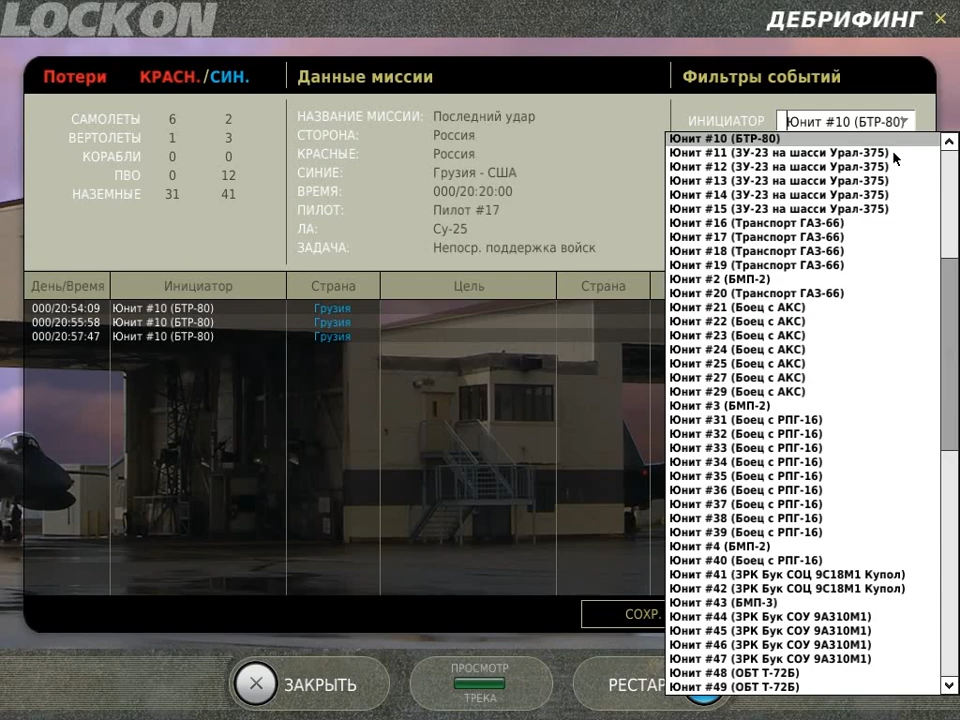 LOCKON
ДЕБРИФИНГ
Потери КРАСН./СИН.
Данные миссии
Фильтры событий
САМОЛЕТЫ 6 2
ВЕРТОЛЕТЫ 1 3
КОРАБЛИ 0 0
ПВО 0 12
НАЗЕМНЫЕ 31 41
НАЗВАНИЕ МИССИИ: Последний удар
СТОРОНА: Россия
КРАСНЫЕ: Россия
СИНИЕ: Грузия - США
ВРЕМЯ: 000/20:20:00
ПИЛОТ: Пилот #17
ЛА: Су-25
ЗАДАЧА: Непоср. поддержка войск
ИНИЦИАТОР Юнит #10 (БТР-80)
Юнит #10 (БТР-80)
Юнит #11 (ЗУ-23 на шасси Урал-375)
Юнит #12 (ЗУ-23 на шасси Урал-375)
Юнит #13 (ЗУ-23 на шасси Урал-375)
Юнит #14 (ЗУ-23 на шасси Урал-375)
Юнит #15 (ЗУ-23 на шасси Урал-375)
Юнит #16 (Транспорт ГАЗ-66)
Юнит #17 (Транспорт ГАЗ-66)
Юнит #18 (Транспорт ГАЗ-66)
Юнит #19 (Транспорт ГАЗ-66)
Юнит #2 (БМП-2)
Юнит #20 (Транспорт ГАЗ-66)
Юнит #21 (Боец с АКС)
Юнит #22 (Боец с АКС)
Юнит #23 (Боец с АКС)
Юнит #24 (Боец с АКС)
Юнит #25 (Боец с АКС)
Юнит #27 (Боец с АКС)
Юнит #29 (Боец с АКС)
Юнит #3 (БМП-2)
Юнит #31 (Боец с РПГ-16)
Юнит #32 (Боец с РПГ-16)
Юнит #33 (Боец с РПГ-16)
Юнит #34 (Боец с РПГ-16)
Юнит #35 (Боец с РПГ-16)
Юнит #36 (Боец с РПГ-16)
Юнит #37 (Боец с РПГ-16)
Юнит #38 (Боец с РПГ-16)
Юнит #39 (Боец с РПГ-16)
Юнит #4 (БМП-2)
Юнит #40 (Боец с РПГ-16)
Юнит #41 (ЗРК Бук СОЦ 9С18М1 Купол)
Юнит #42 (ЗРК Бук СОЦ 9С18М1 Купол)
Юнит #43 (БМП-3)
Юнит #44 (ЗРК Бук СОУ 9А310М1)
Юнит #45 (ЗРК Бук СОУ 9А310М1)
Юнит #46 (ЗРК Бук СОУ 9А310М1)
Юнит #47 (ЗРК Бук СОУ 9А310М1)
Юнит #48 (ОБТ Т-72Б)
Юнит #49 (ОБТ Т-72Б)
День/Время Инициатор Страна Цель Страна
000/20:54:09 Юнит #10 (БТР-80) Грузия
000/20:55:58 Юнит #10 (БТР-80) Грузия
000/20:57:47 Юнит #10 (БТР-80) Грузия
СОХР.
ЗАКРЫТЬ
ПРОСМОТР
ТРЕКА
РЕСТАР